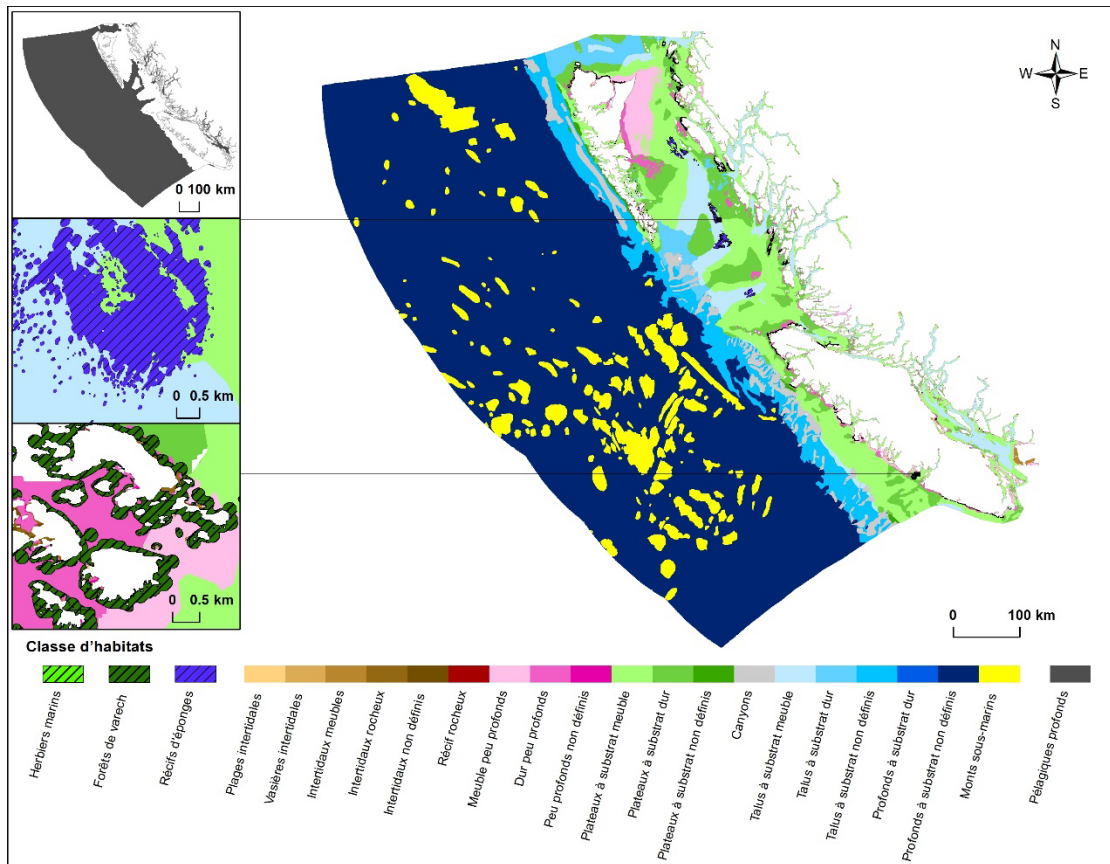 N
W E
S
0 100 km
0 0.5 km
0 0.5 km
0 100 km
Classe d'habitats
Herbiers marins
Forêts de varech
Récifs d'éponges
Plages intertidales
Vasières intertidales
Intertidaux meubles
Intertidaux rocheux
Intertidaux non définis
Récif rocheux
Meuble peu profonds
Dur peu profonds
Peu profonds non définis
Plateaux à substrat meuble
Plateaux à substrat dur
Plateaux à substrat non définis
Canyons
Talus à substrat meuble
Talus à substrat dur
Talus à substrat non définis
Profonds à substrat dur
Profonds à substrat non définis
Monts sous-marins
Pélagiques profonds